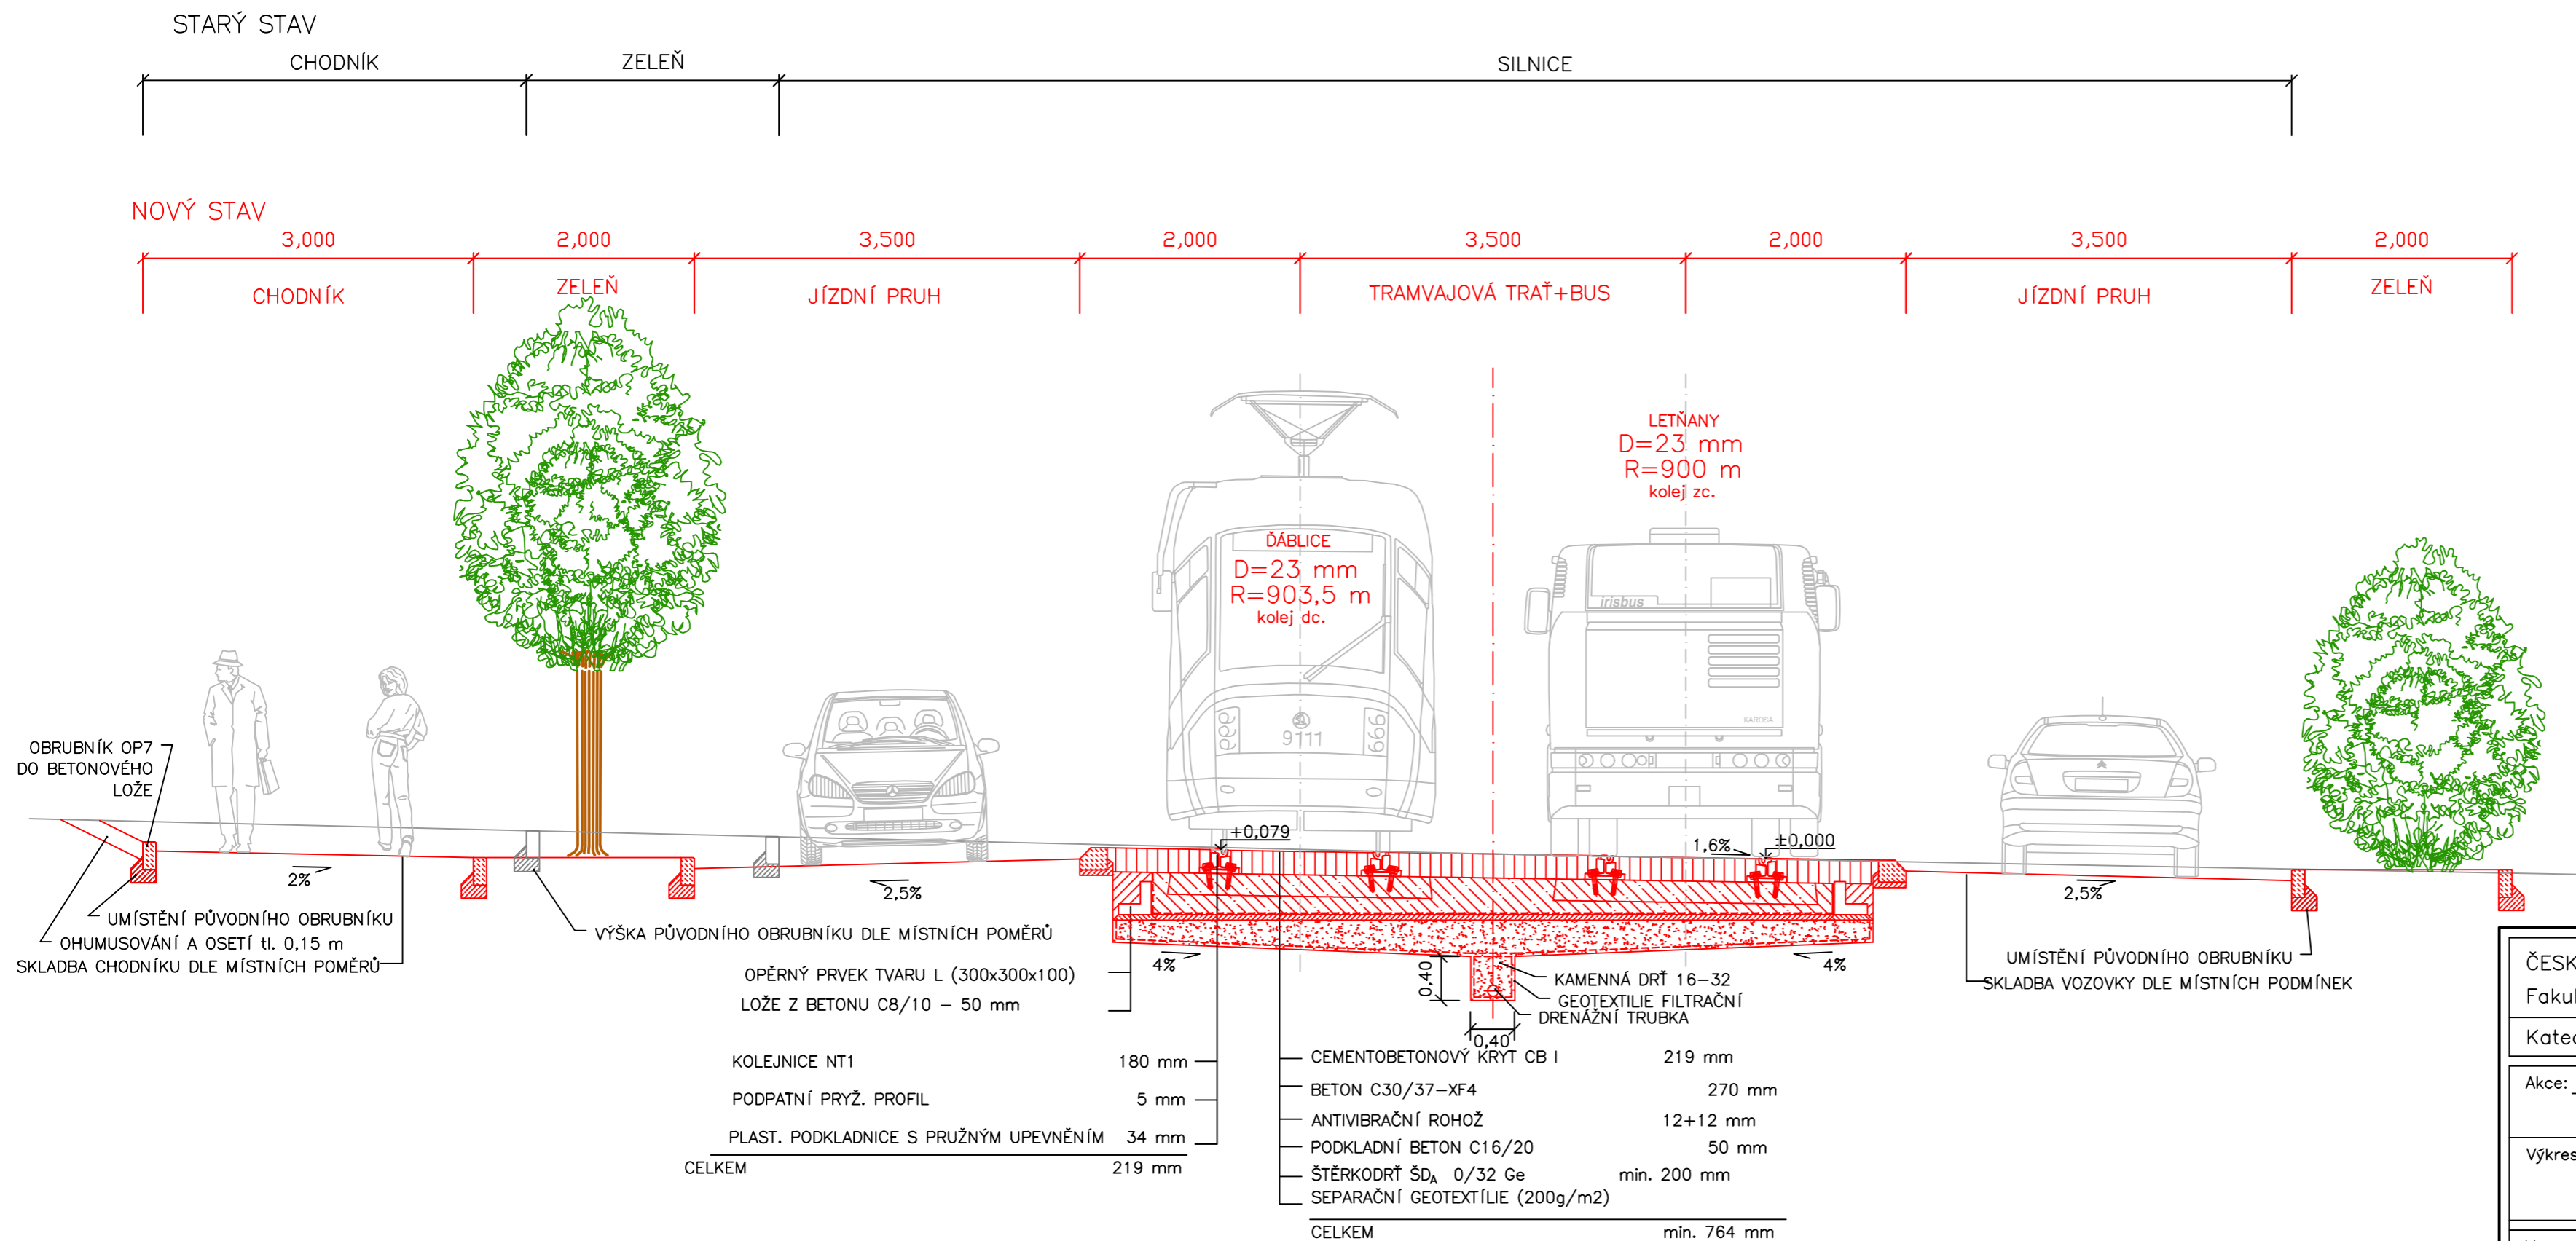 STARÝ STAV
CHODNÍK
ZELEŇ
SILNICE
NOVÝ STAV
3,000
2,000
3,500
2,000
3,500
2,000
3,500
2,000
CHODNÍK
ZELEŇ
JÍZDNÍ PRUH
TRAMVAJOVÁ TRAŤ+BUS
JÍZDNÍ PRUH
ZELEŇ
LETŇANY
D=23 mm
R=900 m
kolej zc.
ĎÁBLICE
D=23 mm
R=903,5 m
kolej dc.
irisbus
KAROSA
666
9111
666
OBRUBNÍK OP7
DO BETONOVÉHO
LOŽE
+0,079
1,6%
±0,000
2%
2,5%
2,5%
UMÍSTĚNÍ PŮVODNÍHO OBRUBNÍKU
OHUMUSOVÁNÍ A OSETÍ tl. 0,15 m
SKLADBA CHODNÍKU DLE MÍSTNÍCH POMĚRŮ
VÝŠKA PŮVODNÍHO OBRUBNÍKU DLE MÍSTNÍCH POMĚRŮ
4%
4%
0,40
0,40
OPĚRNÝ PRVEK TVARU L (300x300x100)
LOŽE Z BETONU C8/10 - 50 mm
KAMENNÁ DRŤ 16-32
GEOTEXTILIE FILTRAČNÍ
DRENÁŽNÍ TRUBKA
UMÍSTĚNÍ PŮVODNÍHO OBRUBNÍKU
SKLADBA VOZOVKY DLE MÍSTNÍCH PODMÍNEK
KOLEJNICE NT1 180 mm
PODPATNÍ PRYŽ. PROFIL 5 mm
PLAST. PODKLADNICE S PRUŽNÝM UPEVNĚNÍM 34 mm
CELKEM 219 mm
CEMENTOBETONOVÝ KRYT CB I 219 mm
BETON C30/37-XF4 270 mm
ANTIVIBRAČNÍ ROHOŽ 12+12 mm
PODKLADNÍ BETON C16/20 50 mm
ŠTĚRKODRŤ ŠDA 0/32 Ge min. 200 mm
SEPARAČNÍ GEOTEXTÍLIE (200g/m2)
CELKEM min. 764 mm
ČESK
Fakul
Kated
Akce:
Výkres